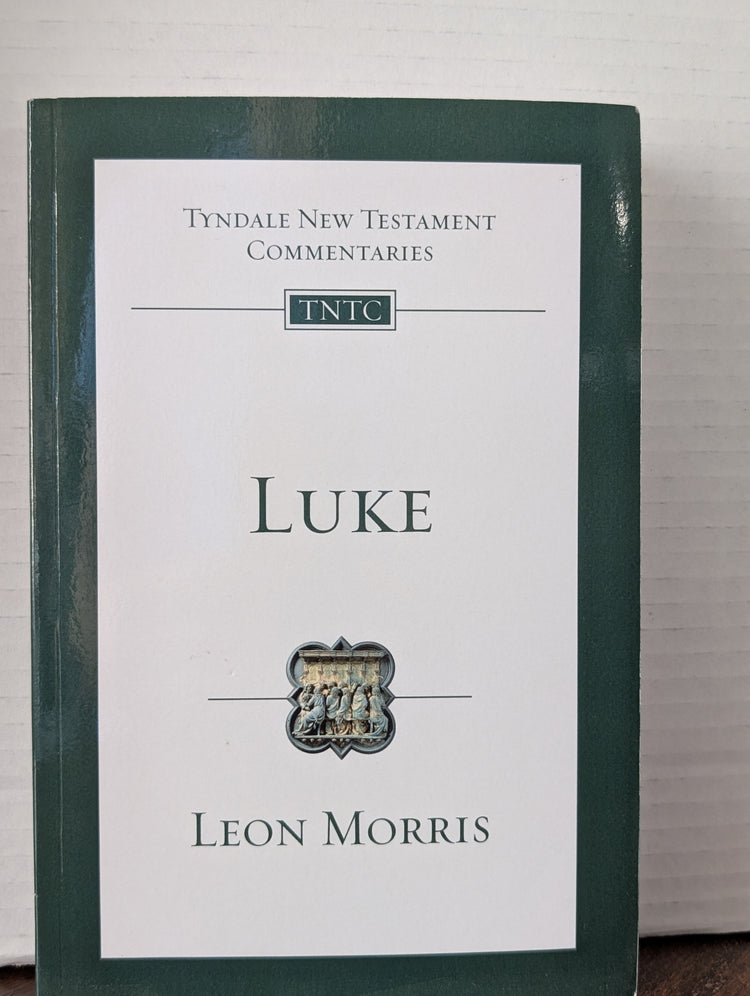 Tyndale New Testament
Commentaries
TNTC
Luke
Leon Morris